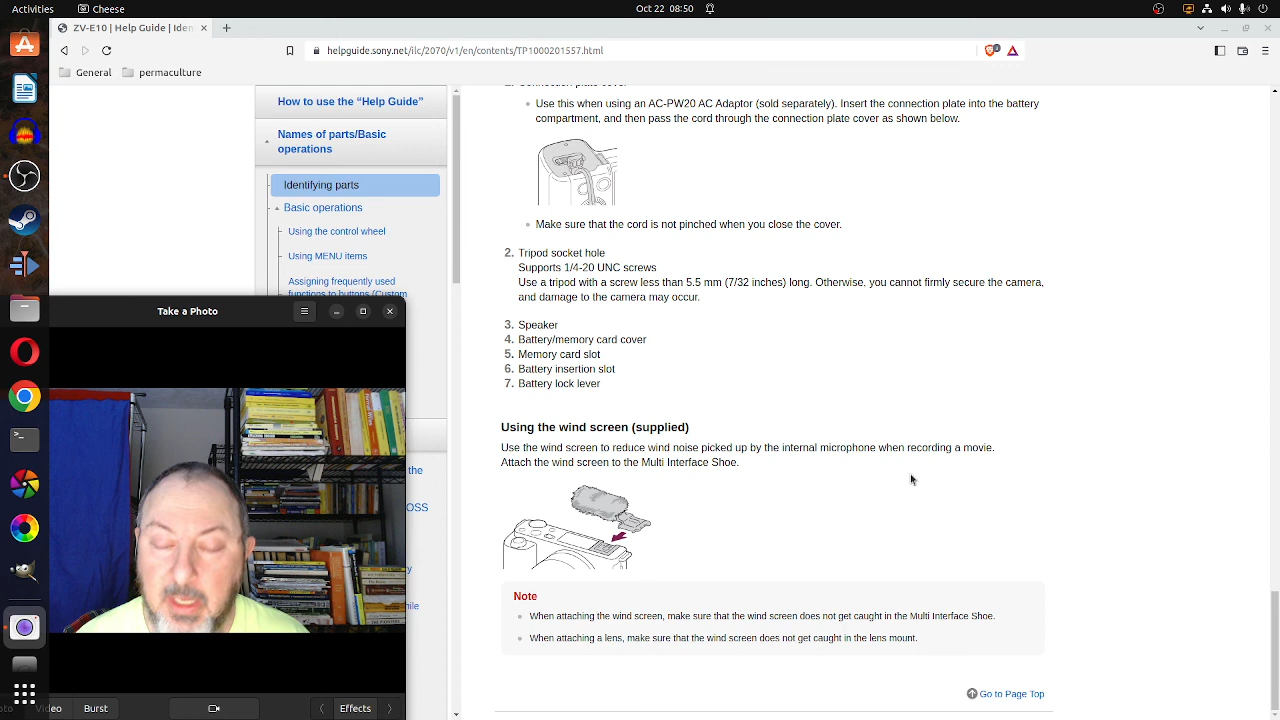 Activities
Cheese
Oct 22 08:50
ZV-E10 | Help Guide | Iden
helpguide.sony.net/ilc/2070/v1/en/contents/TP1000201557.html
General
permaculture
How to use the “Help Guide”
Names of parts/Basic
operations
Identifying parts
Basic operations
Using the control wheel
Using MENU items
Assigning frequently used
functions to buttons (Custom
Take a Photo
the
OSS
Video
Burst
Effects
Use this when using an AC-PW20 AC Adaptor (sold separately). Insert the connection plate into the battery
compartment, and then pass the cord through the connection plate cover as shown below.
Make sure that the cord is not pinched when you close the cover.
2. Tripod socket hole
Supports 1/4-20 UNC screws
Use a tripod with a screw less than 5.5 mm (7/32 inches) long. Otherwise, you cannot firmly secure the camera,
and damage to the camera may occur.
3. Speaker
4. Battery/memory card cover
5. Memory card slot
6. Battery insertion slot
7. Battery lock lever
Using the wind screen (supplied)
Use the wind screen to reduce wind noise picked up by the internal microphone when recording a movie.
Attach the wind screen to the Multi Interface Shoe.
Note
When attaching the wind screen, make sure that the wind screen does not get caught in the Multi Interface Shoe.
When attaching a lens, make sure that the wind screen does not get caught in the lens mount.
Go to Page Top